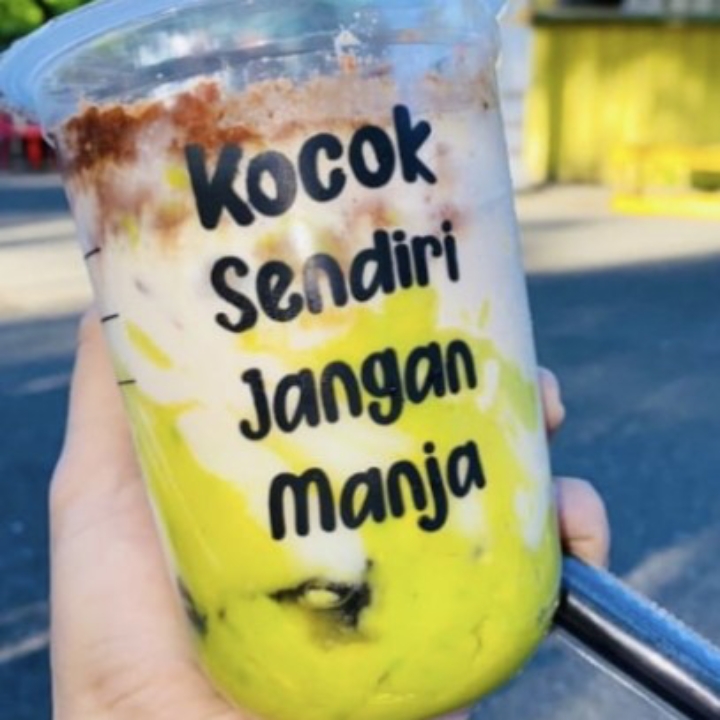 Kocok
Sendiri
Jangan
Manja